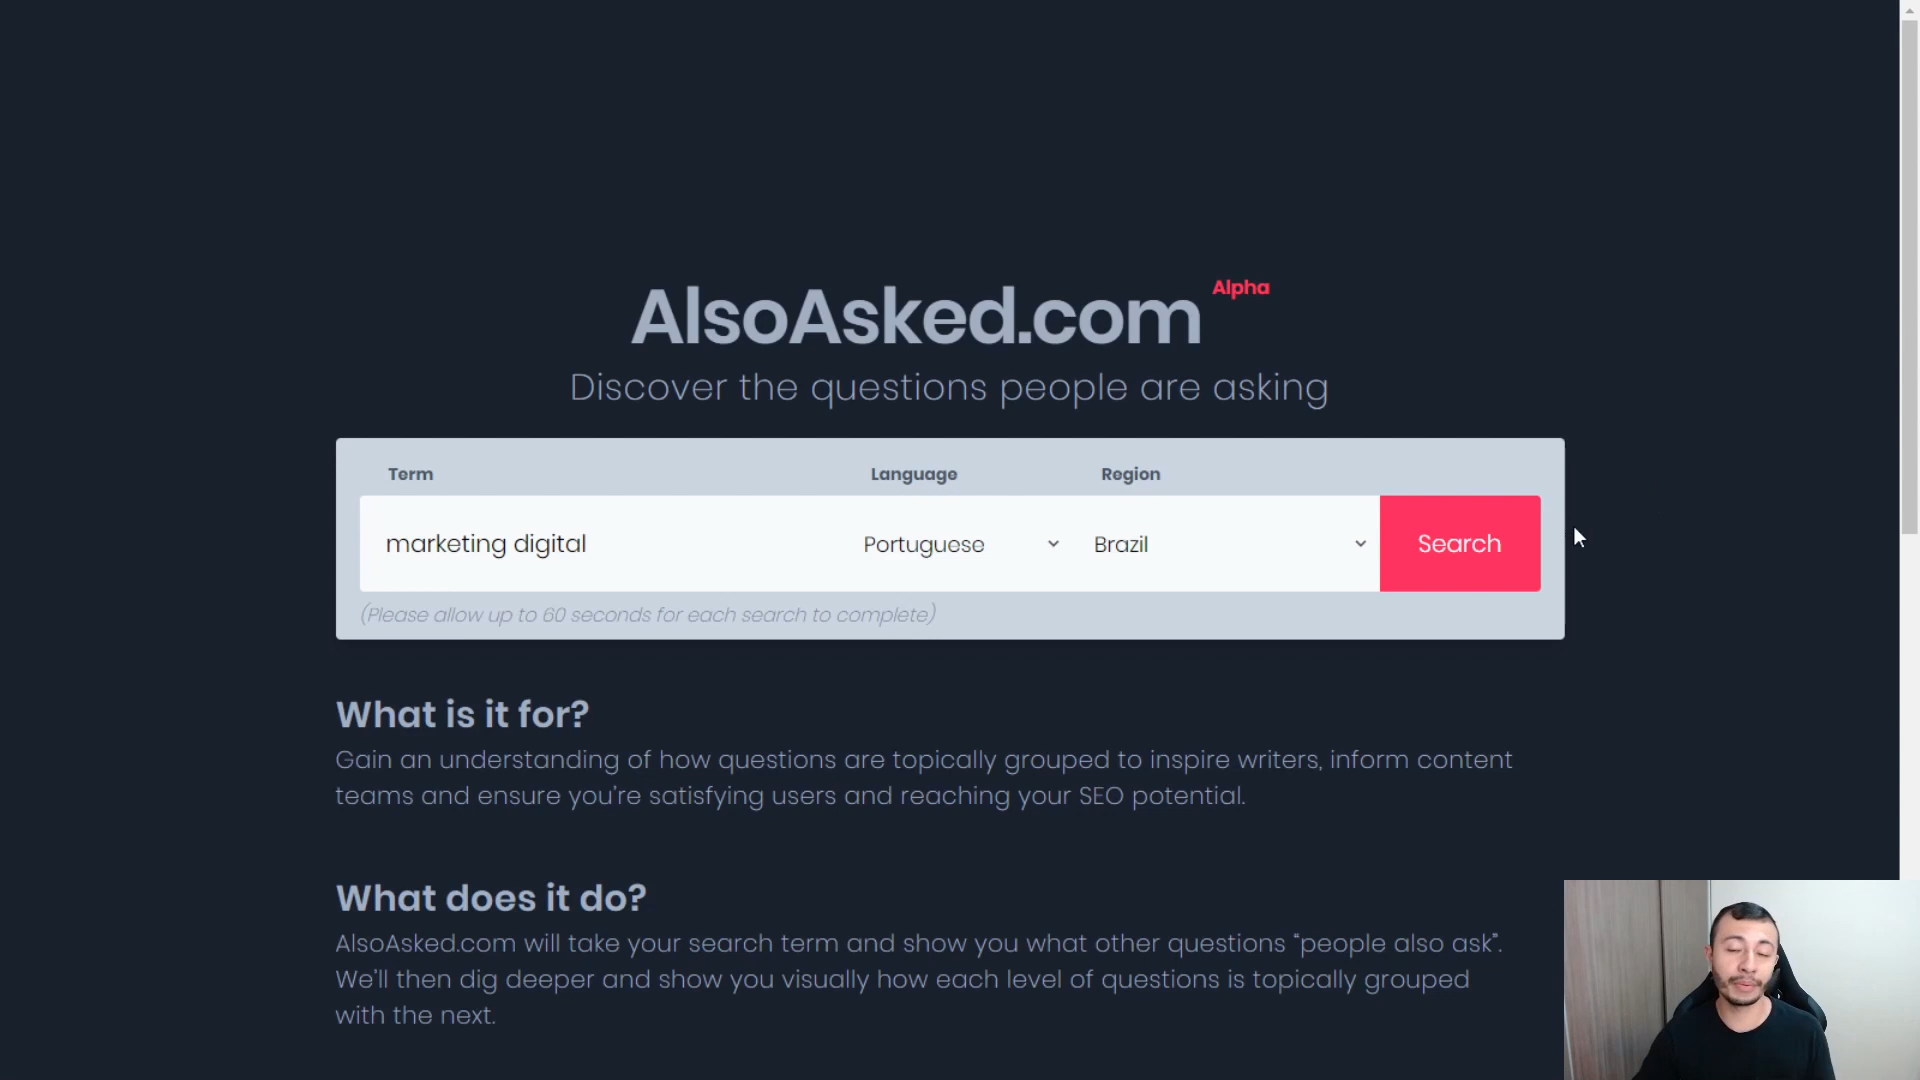 AlsoAsked.com Alpha
Discover the questions people are asking
Term Language Region
marketing digital Portuguese Brazil Search
(Please allow up to 60 seconds for each search to complete)
What is it for?
Gain an understanding of how questions are topically grouped to inspire writers, inform content
teams and ensure you're satisfying users and reaching your SEO potential.
What does it do?
AlsoAsked.com will take your search term and show you what other questions “people also ask”.
We'll then dig deeper and show you visually how each level of questions is topically grouped
with the next.